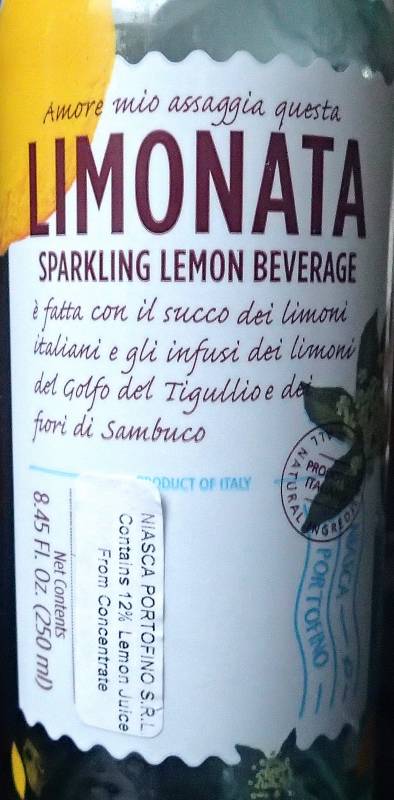 Amore mio assaggia questa
LIMONATA
SPARKLING LEMON BEVERAGE
è fatta con il succo dei limoni
italiani e gli infusi dei limoni
del Golfo del Tigullio e dei
fiori di Sambuco
PRODUCT OF ITALY
NATURAL
NIASCA
PORTOFINO
NIASCA PORTOFINO S.R.L
Contains 12% Lemon Juice
From Concentrate
Net Contents
8.45 Fl. Oz. (250 ml)